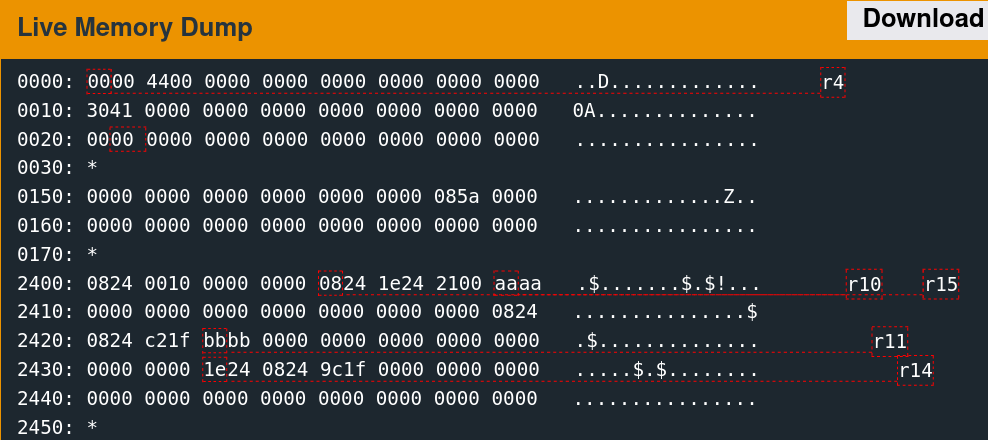 Live Memory Dump
Download
0000: 0000 4400 0000 0000 0000 0000 0000 0000 ..D............. r4
0010: 3041 0000 0000 0000 0000 0000 0000 0000 0A..............
0020: 0000 0000 0000 0000 0000 0000 0000 0000 ................
0030: *
0150: 0000 0000 0000 0000 0000 0000 085a 0000 .............Z..
0160: 0000 0000 0000 0000 0000 0000 0000 0000 ................
0170: *
2400: 0824 0010 0000 0000 0824 1e24 2100 aaaa .$.......$.$!... r10 r15
2410: 0000 0000 0000 0000 0000 0000 0000 0824 ...............$
2420: 0824 c21f bbbb 0000 0000 0000 0000 0000 .$.............. r11
2430: 0000 0000 1e24 0824 9c1f 0000 0000 0000 .....$.$........ r14
2440: 0000 0000 0000 0000 0000 0000 0000 0000 ................
2450: *